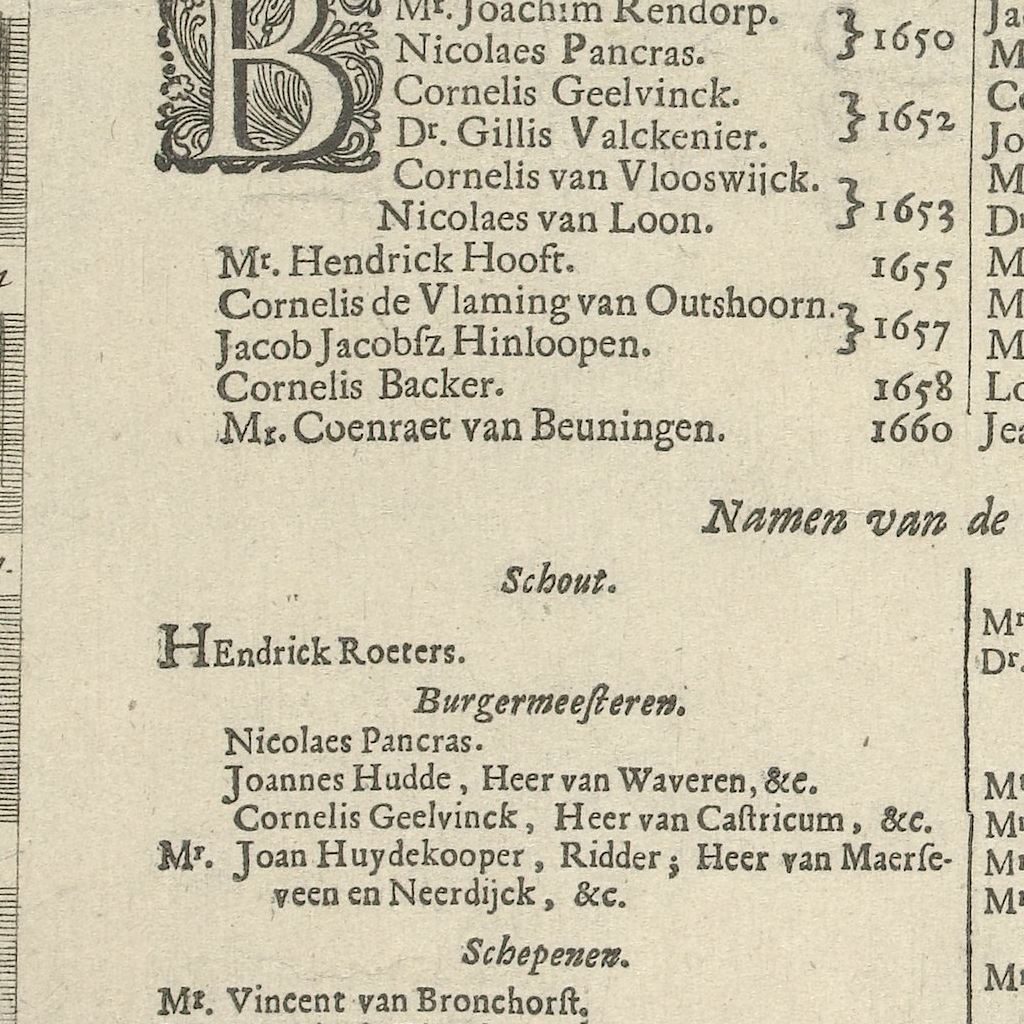 B
Mr. Joachim Rendorp.
Nicolaes Pancras.
} 1650
Cornelis Geelvinck.
Dr. Gillis Valckenier.
} 1652
Cornelis van Vlooswijck.
Nicolaes van Loon.
} 1653
Mr. Hendrick Hooft. 1655
Cornelis de Vlaming van Outshoorn.
Jacob Jacobſz Hinloopen.
} 1657
Cornelis Backer. 1658
Mr. Coenraet van Beuningen. 1660
Namen van de
Schout.
HEndrick Roeters.
Burgermeeſteren.
Nicolaes Pancras.
Joannes Hudde, Heer van Waveren, &c.
Cornelis Geelvinck, Heer van Caſtricum, &c.
Mr. Joan Huydekooper, Ridder; Heer van Maerſe-
veen en Neerdijck, &c.
Schepenen.
Mr. Vincent van Bronchorſt.